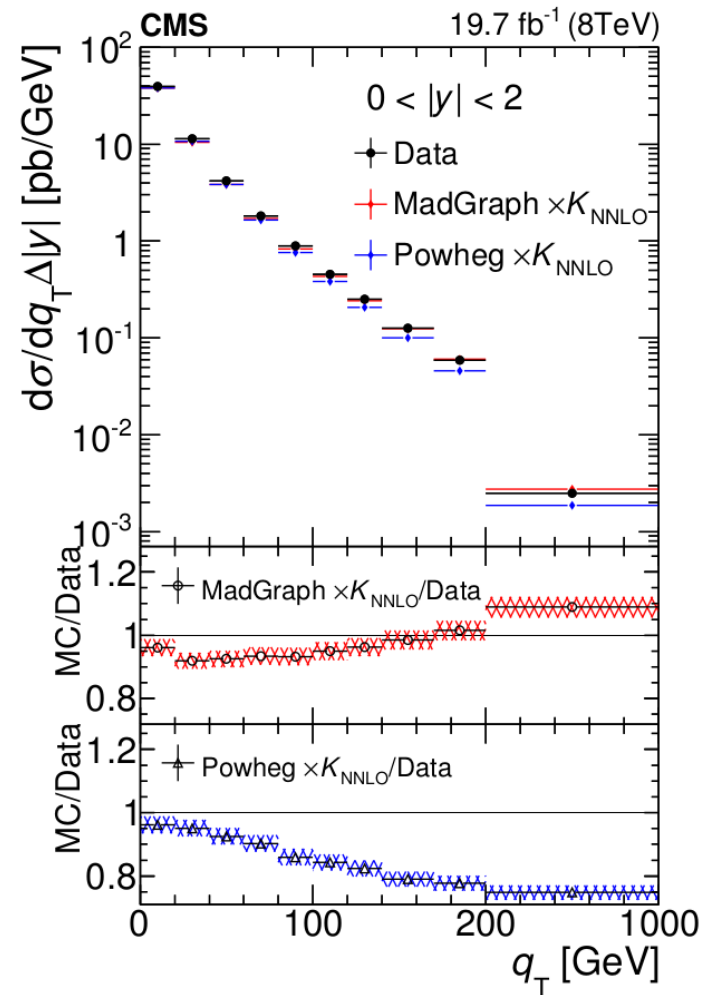 CMS 19.7 fb⁻¹ (8TeV)
dσ/dq_T Δ|y| [pb/GeV]
10²
10
1
10⁻¹
10⁻²
10⁻³
0 < |y| < 2
Data
MadGraph ×K_NNLO
Powheg ×K_NNLO
MC/Data
1.2
1
0.8
MadGraph ×K_NNLO/Data
MC/Data
1.2
1
0.8
Powheg ×K_NNLO/Data
0 100 200 200 1000
q_T [GeV]